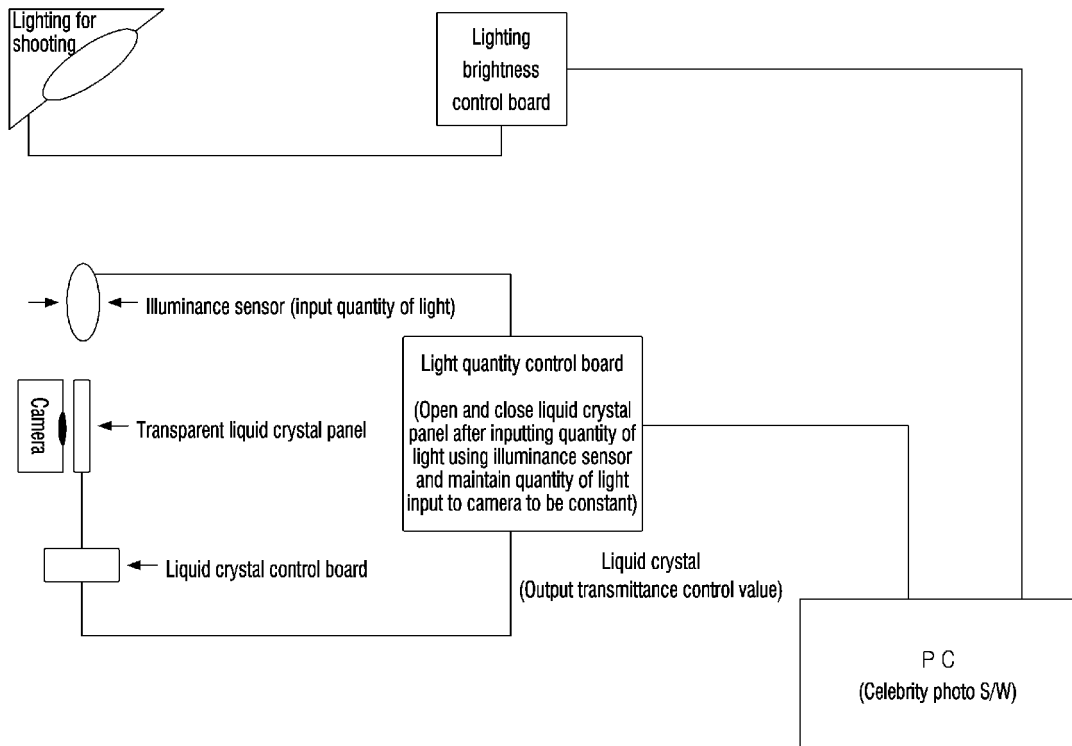 Lighting for
shooting
Lighting
brightness
control board
Illuminance sensor (input quantity of light)
Light quantity control board
(Open and close liquid crystal
panel after inputting quantity of
light using illuminance sensor
and maintain quantity of light
input to camera to be constant)
Camera
Transparent liquid crystal panel
Liquid crystal control board
Liquid crystal
(Output transmittance control value)
P C
(Celebrity photo S/W)